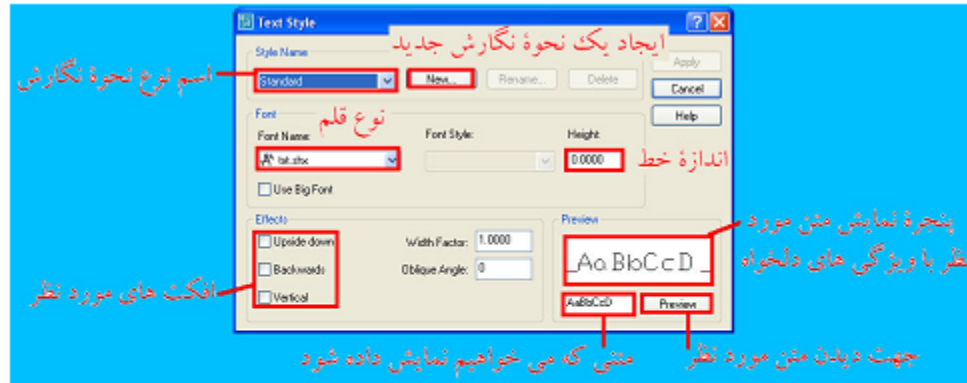 Text Style
Style Name
ایجاد یک نحوهٔ نگارش جدید
اسم نوع نحوهٔ نگارش
Standard
New...
Rename...
Delete
Apply
Cancel
Help
Font
نوع قلم
Font Name:
Font Style:
Height
txt.shx
0.0000
اندازهٔ خط
Use Big Font
Effects
Upside down
Backwards
Vertical
افکت های مورد نظر
Width Factor:
1.0000
Oblique Angle:
0
Preview
AaBbCcD
پنجرهٔ نمایش متن مورد
نظر با ویژگی های دلخواه
AaBbCcD
Preview
متنی که می خواهیم نمایش داده شود
جهت دیدن متن مورد نظر